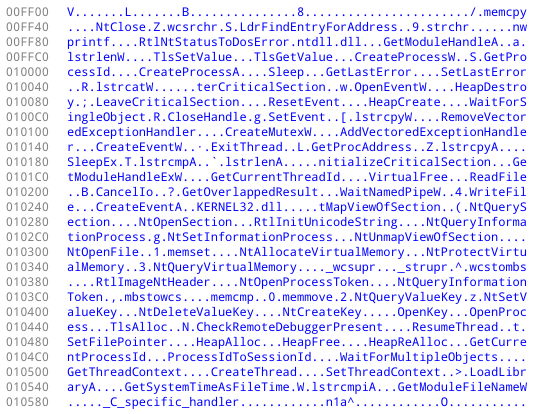 00FF00 V.......L.......B..............8......................./.memcpy
00FF40 ....NtClose.Z.wcsrchr.S.LdrFindEntryForAddress..9.strchr......nw
00FF80 printf....RtlNtStatusToDosError.ntdll.dll...GetModuleHandleA..a.
00FFC0 lstrlenW....TlsSetValue...TlsGetValue...CreateProcessW..S.GetPro
010000 cessId....CreateProcessA....Sleep...GetLastError....SetLastError
010040 ..R.lstrcatW......terCriticalSection..w.OpenEventW....HeapDestro
010080 y.;.LeaveCriticalSection....ResetEvent....HeapCreate....WaitForS
0100C0 ingleObject.R.CloseHandle.g.SetEvent..[.lstrcpyW....RemoveVector
010100 edExceptionHandler....CreateMutexW....AddVectoredExceptionHandle
010140 r...CreateEventW..·.ExitThread..L.GetProcAddress..Z.lstrcpyA....
010180 SleepEx.T.lstrcmpA..`.lstrlenA.....nitializeCriticalSection...Ge
0101C0 tModuleHandleExW....GetCurrentThreadId....VirtualFree...ReadFile
010200 ..B.CancelIo..?.GetOverlappedResult...WaitNamedPipeW..4.WriteFil
010240 e...CreateEventA..KERNEL32.dll.....tMapViewOfSection..(.NtQueryS
010280 ection....NtOpenSection...RtlInitUnicodeString....NtQueryInforma
0102C0 tionProcess.g.NtSetInformationProcess...NtUnmapViewOfSection....
010300 NtOpenFile..1.memset....NtAllocateVirtualMemory...NtProtectVirtu
010340 alMemory..3.NtQueryVirtualMemory...._wcsupr..._strupr.^.wcstombs
010380 ....RtlImageNtHeader....NtOpenProcessToken....NtQueryInformation
0103C0 Token.,.mbstowcs....memcmp..0.memmove.2.NtQueryValueKey.z.NtSetV
010400 alueKey...NtDeleteValueKey....NtCreateKey.....OpenKey...OpenProc
010440 ess...TlsAlloc..N.CheckRemoteDebuggerPresent....ResumeThread..t.
010480 SetFilePointer....HeapAlloc...HeapFree....HeapReAlloc...GetCurre
0104C0 ntProcessId...ProcessIdToSessionId....WaitForMultipleObjects....
010500 GetThreadContext....CreateThread....SetThreadContext..>.LoadLibr
010540 aryA....GetSystemTimeAsFileTime.W.lstrcmpiA...GetModuleFileNameW
010580 ....._C_specific_handler............n1a^............O...........